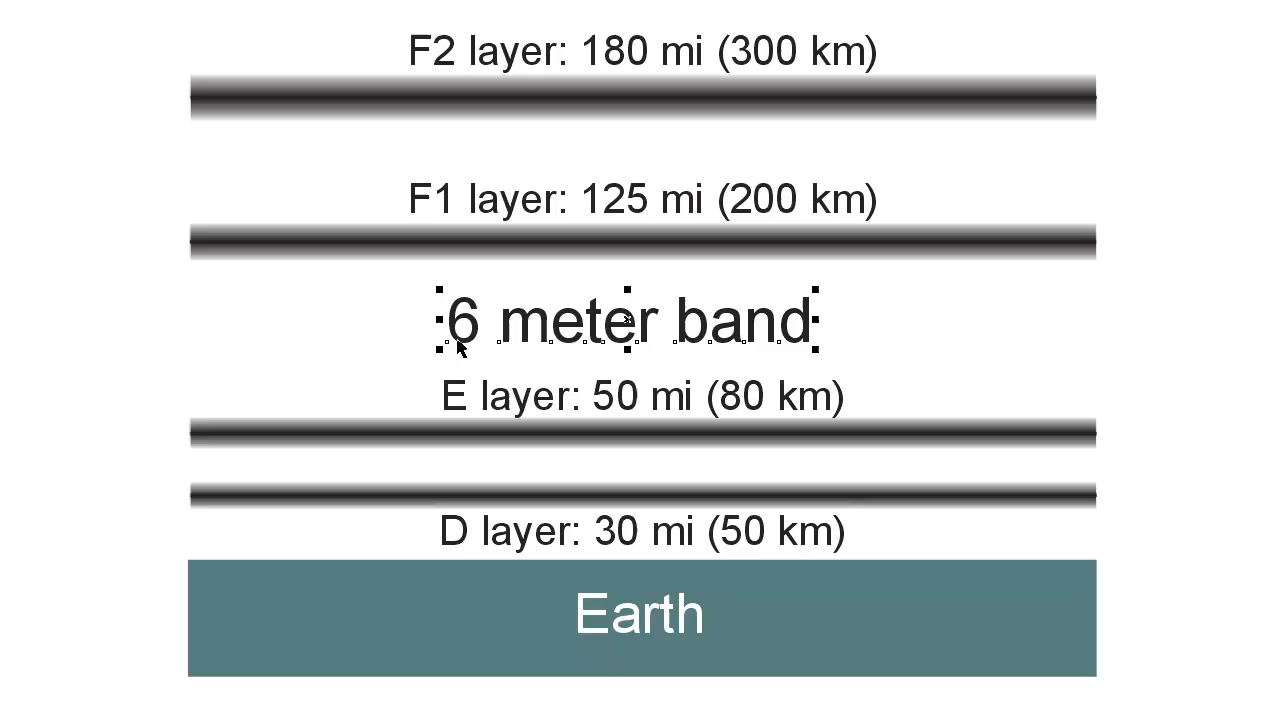 F2 layer: 180 mi (300 km)
F1 layer: 125 mi (200 km)
6 meter band
E layer: 50 mi (80 km)
D layer: 30 mi (50 km)
Earth